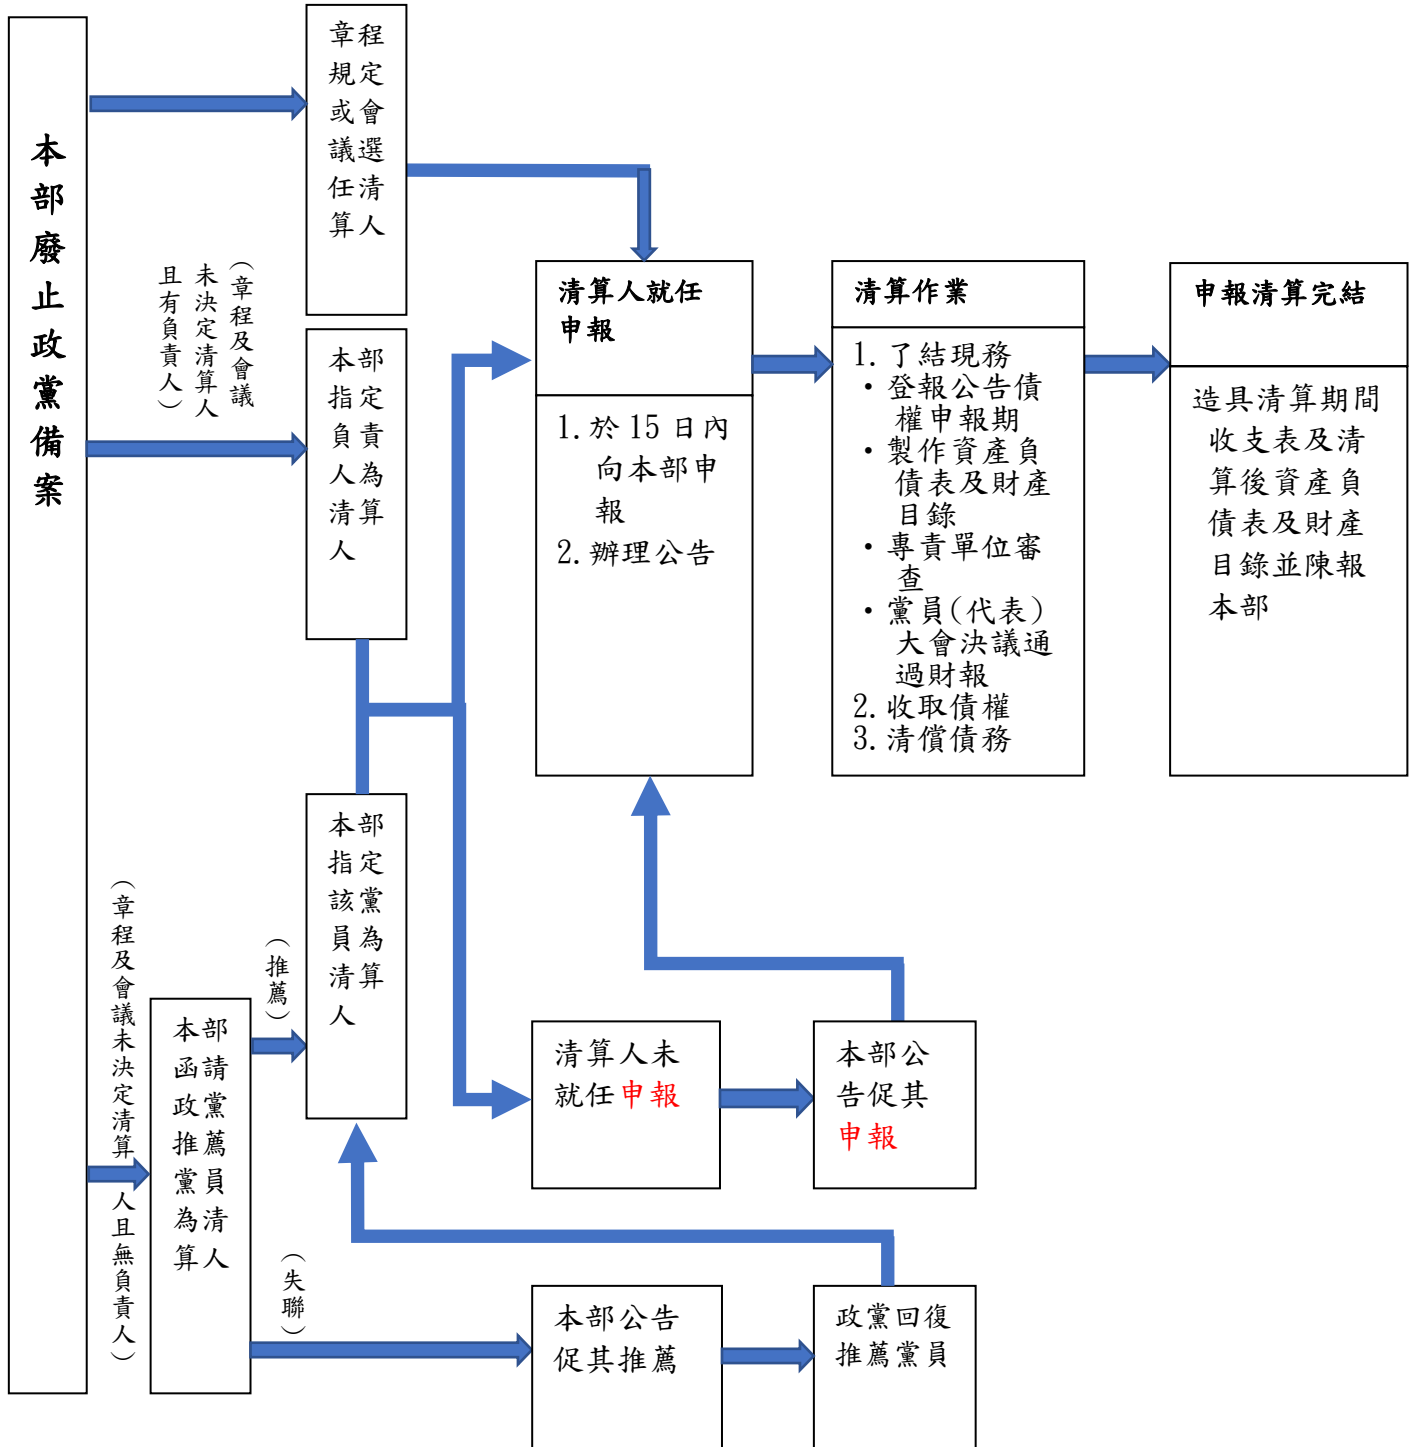 本部廢止政黨備案
章程
規定
或會
議選
任清
算人
（章程及會議
未決定清算人
且有負責人）
本部
指定
負責
人為
清算
人
清算人就任
申報
1.於15日內
向本部申
報
2.辦理公告
清算作業
1.了結現務
・登報公告債
權申報期
・製作資產負
債表及財產
目錄
・專責單位審
查
・黨員(代表)
大會決議通
過財報
2.收取債權
3.清償債務
申報清算完結
造具清算期間
收支表及清
算後資產負
債表及財產
目錄並陳報
本部
（章程及會議未決定清算人且無負責人）
本部
函請
政黨
推薦
黨員
為清
算人
（推薦）
本部
指定
該黨
員為
清算
人
清算人未
就任申報
本部公
告促其
申報
（失聯）
本部公告
促其推薦
政黨回復
推薦黨員